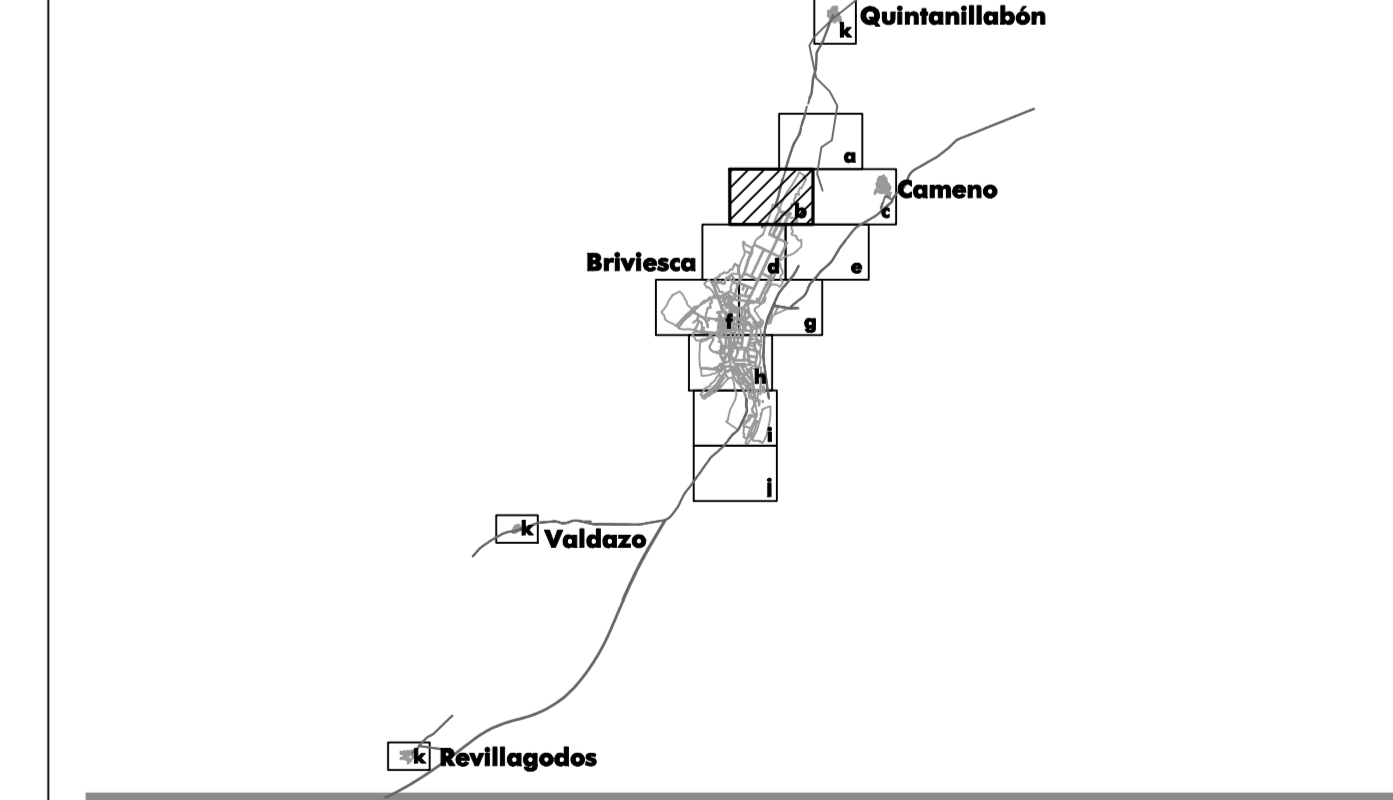 Quintanillabón
k
a
Cameno
b
c
Briviesca
d
e
f
g
h
i
j
k
Valdazo
k
Revillagodos